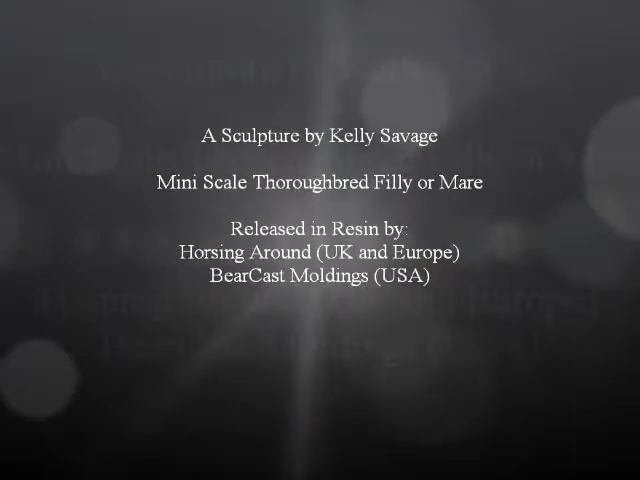 A Sculpture by Kelly Savage
Mini Scale Thoroughbred Filly or Mare
Released in Resin by:
Horsing Around (UK and Europe)
BearCast Moldings (USA)